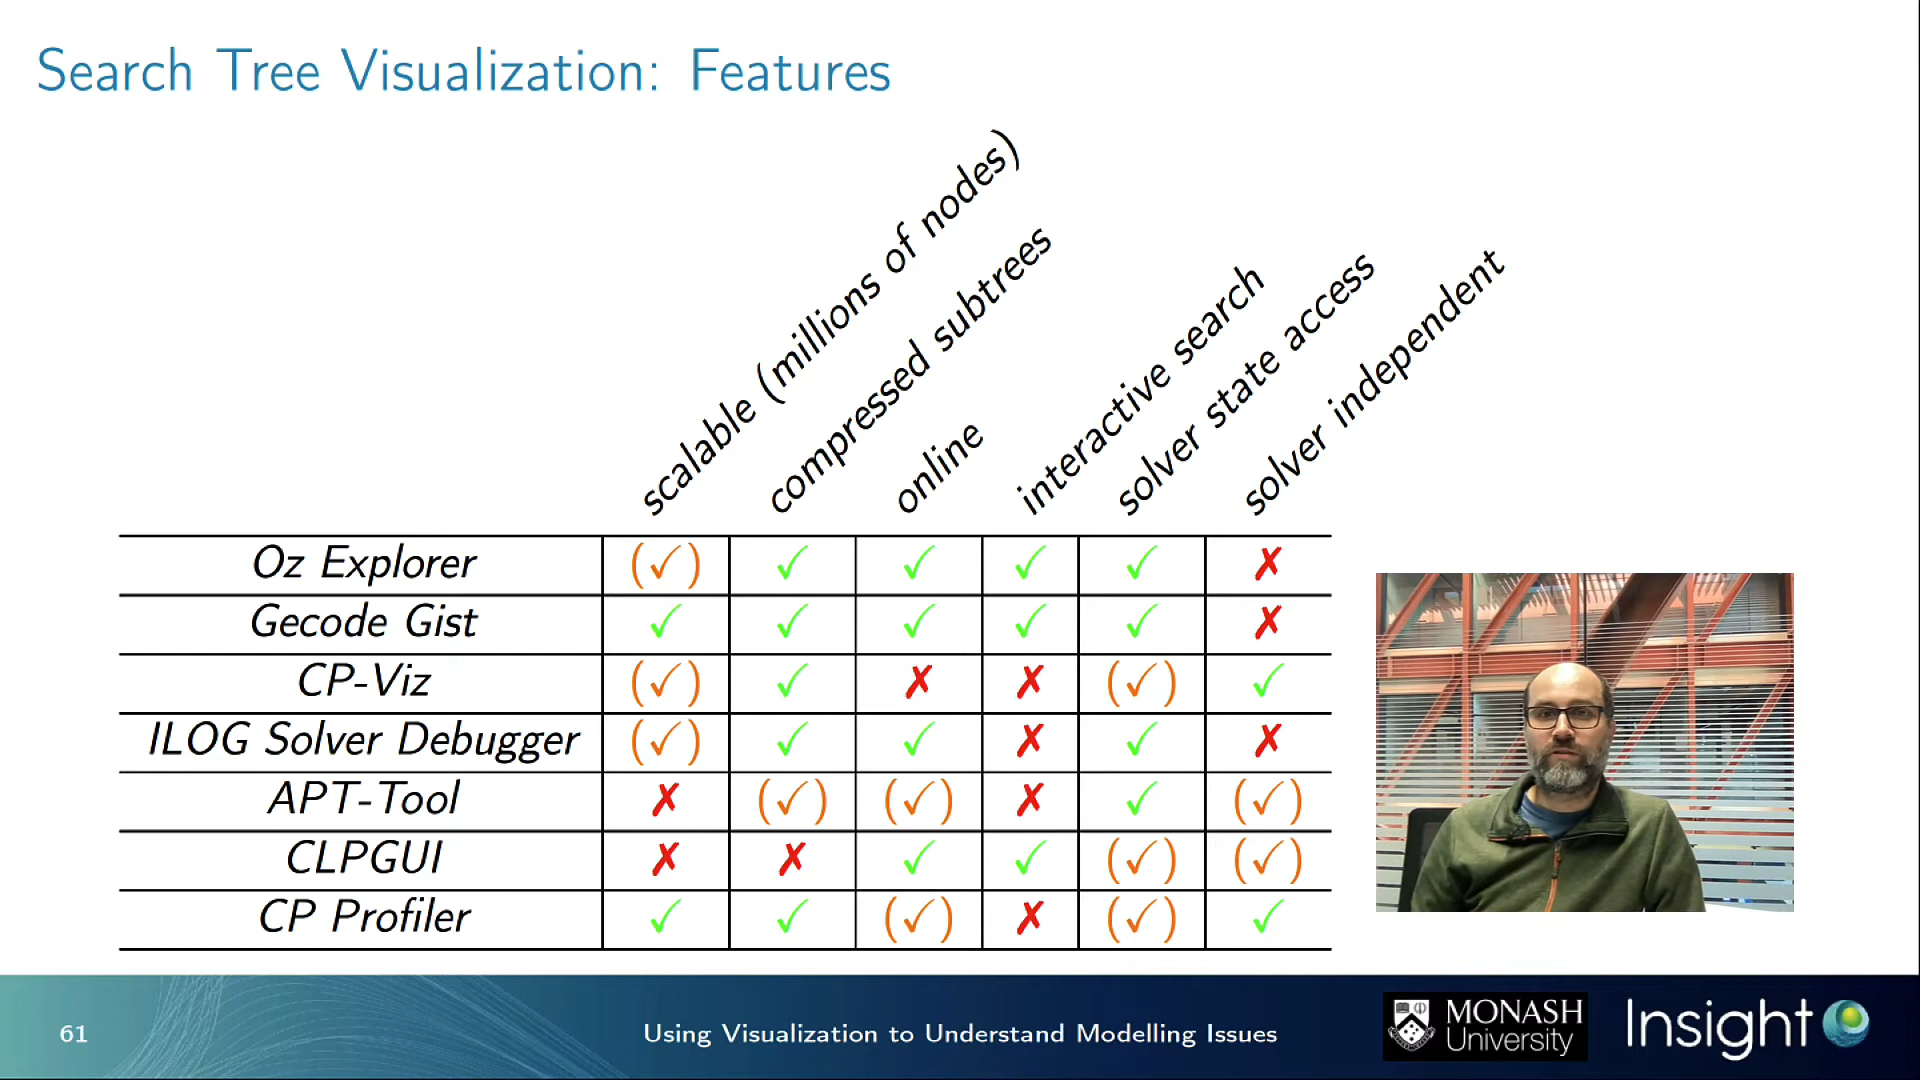 Search Tree Visualization: Features
scalable (millions of nodes)
compressed subtrees
online
interactive search
solver state access
solver independent
Oz Explorer (✓) ✓ ✓ ✓ ✓ ✗
Gecode Gist ✓ ✓ ✓ ✓ ✓ ✗
CP-Viz (✓) ✓ ✗ ✗ (✓) ✓
ILOG Solver Debugger (✓) ✓ ✓ ✗ ✓ ✗
APT-Tool ✗ (✓) (✓) ✗ ✓ (✓)
CLPGUI ✗ ✗ ✓ ✓ (✓) (✓)
CP Profiler ✓ ✓ (✓) ✗ (✓) ✓
61
Using Visualization to Understand Modelling Issues
MONASH
University
Insight